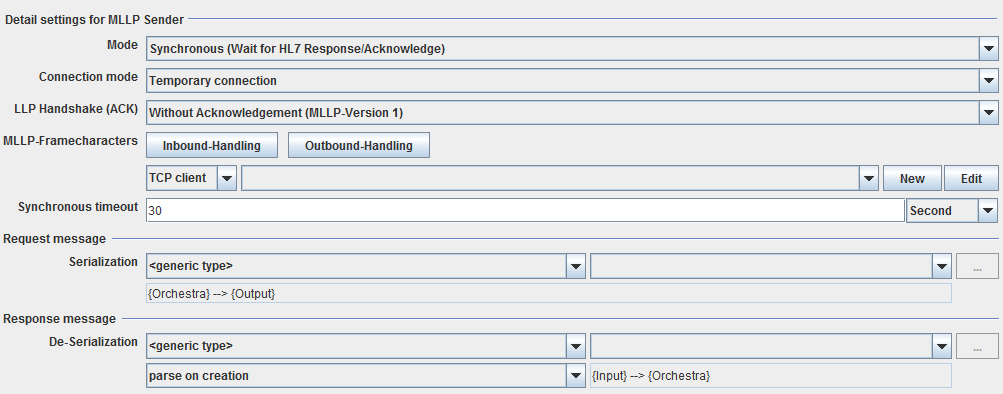 Detail settings for MLLP Sender
Mode Synchronous (Wait for HL7 Response/Acknowledge)
Connection mode Temporary connection
LLP Handshake (ACK) Without Acknowledgement (MLLP-Version 1)
MLLP-Framecharacters Inbound-Handling Outbound-Handling
TCP client New Edit
Synchronous timeout 30 Second
Request message
Serialization <generic type> ...
{Orchestra} --> {Output}
Response message
De-Serialization <generic type> ...
parse on creation {Input} --> {Orchestra}